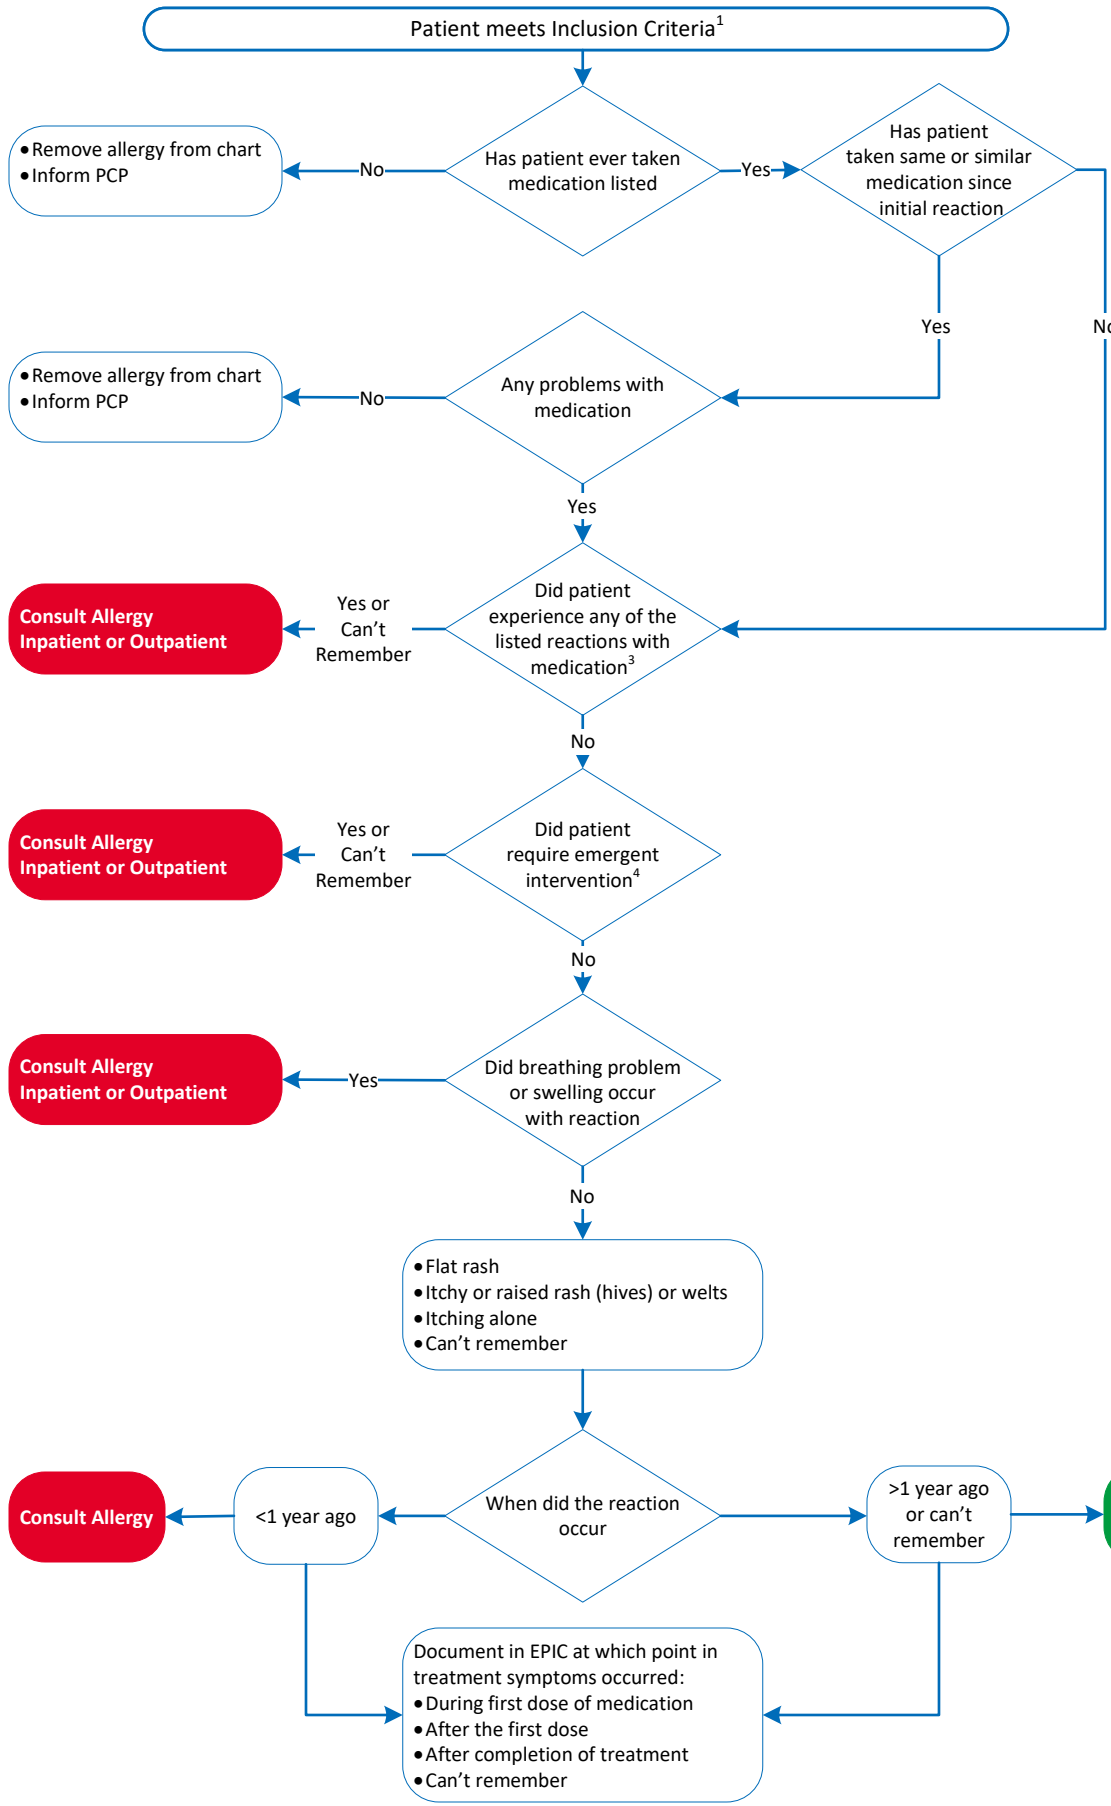 Patient meets Inclusion Criteria1
• Remove allergy from chart
• Inform PCP
No
Has patient ever taken
medication listed
Yes
Has patient
taken same or similar
medication since
initial reaction
Yes
No
• Remove allergy from chart
• Inform PCP
No
Any problems with
medication
Yes
Consult Allergy
Inpatient or Outpatient
Yes or
Can't
Remember
Did patient
experience any of the
listed reactions with
medication3
No
Consult Allergy
Inpatient or Outpatient
Yes or
Can't
Remember
Did patient
require emergent
intervention4
No
Consult Allergy
Inpatient or Outpatient
Yes
Did breathing problem
or swelling occur
with reaction
No
• Flat rash
• Itchy or raised rash (hives) or welts
• Itching alone
• Can't remember
Consult Allergy
<1 year ago
When did the reaction
occur
>1 year ago
or can't
remember
Document in EPIC at which point in
treatment symptoms occurred:
• During first dose of medication
• After the first dose
• After completion of treatment
• Can't remember